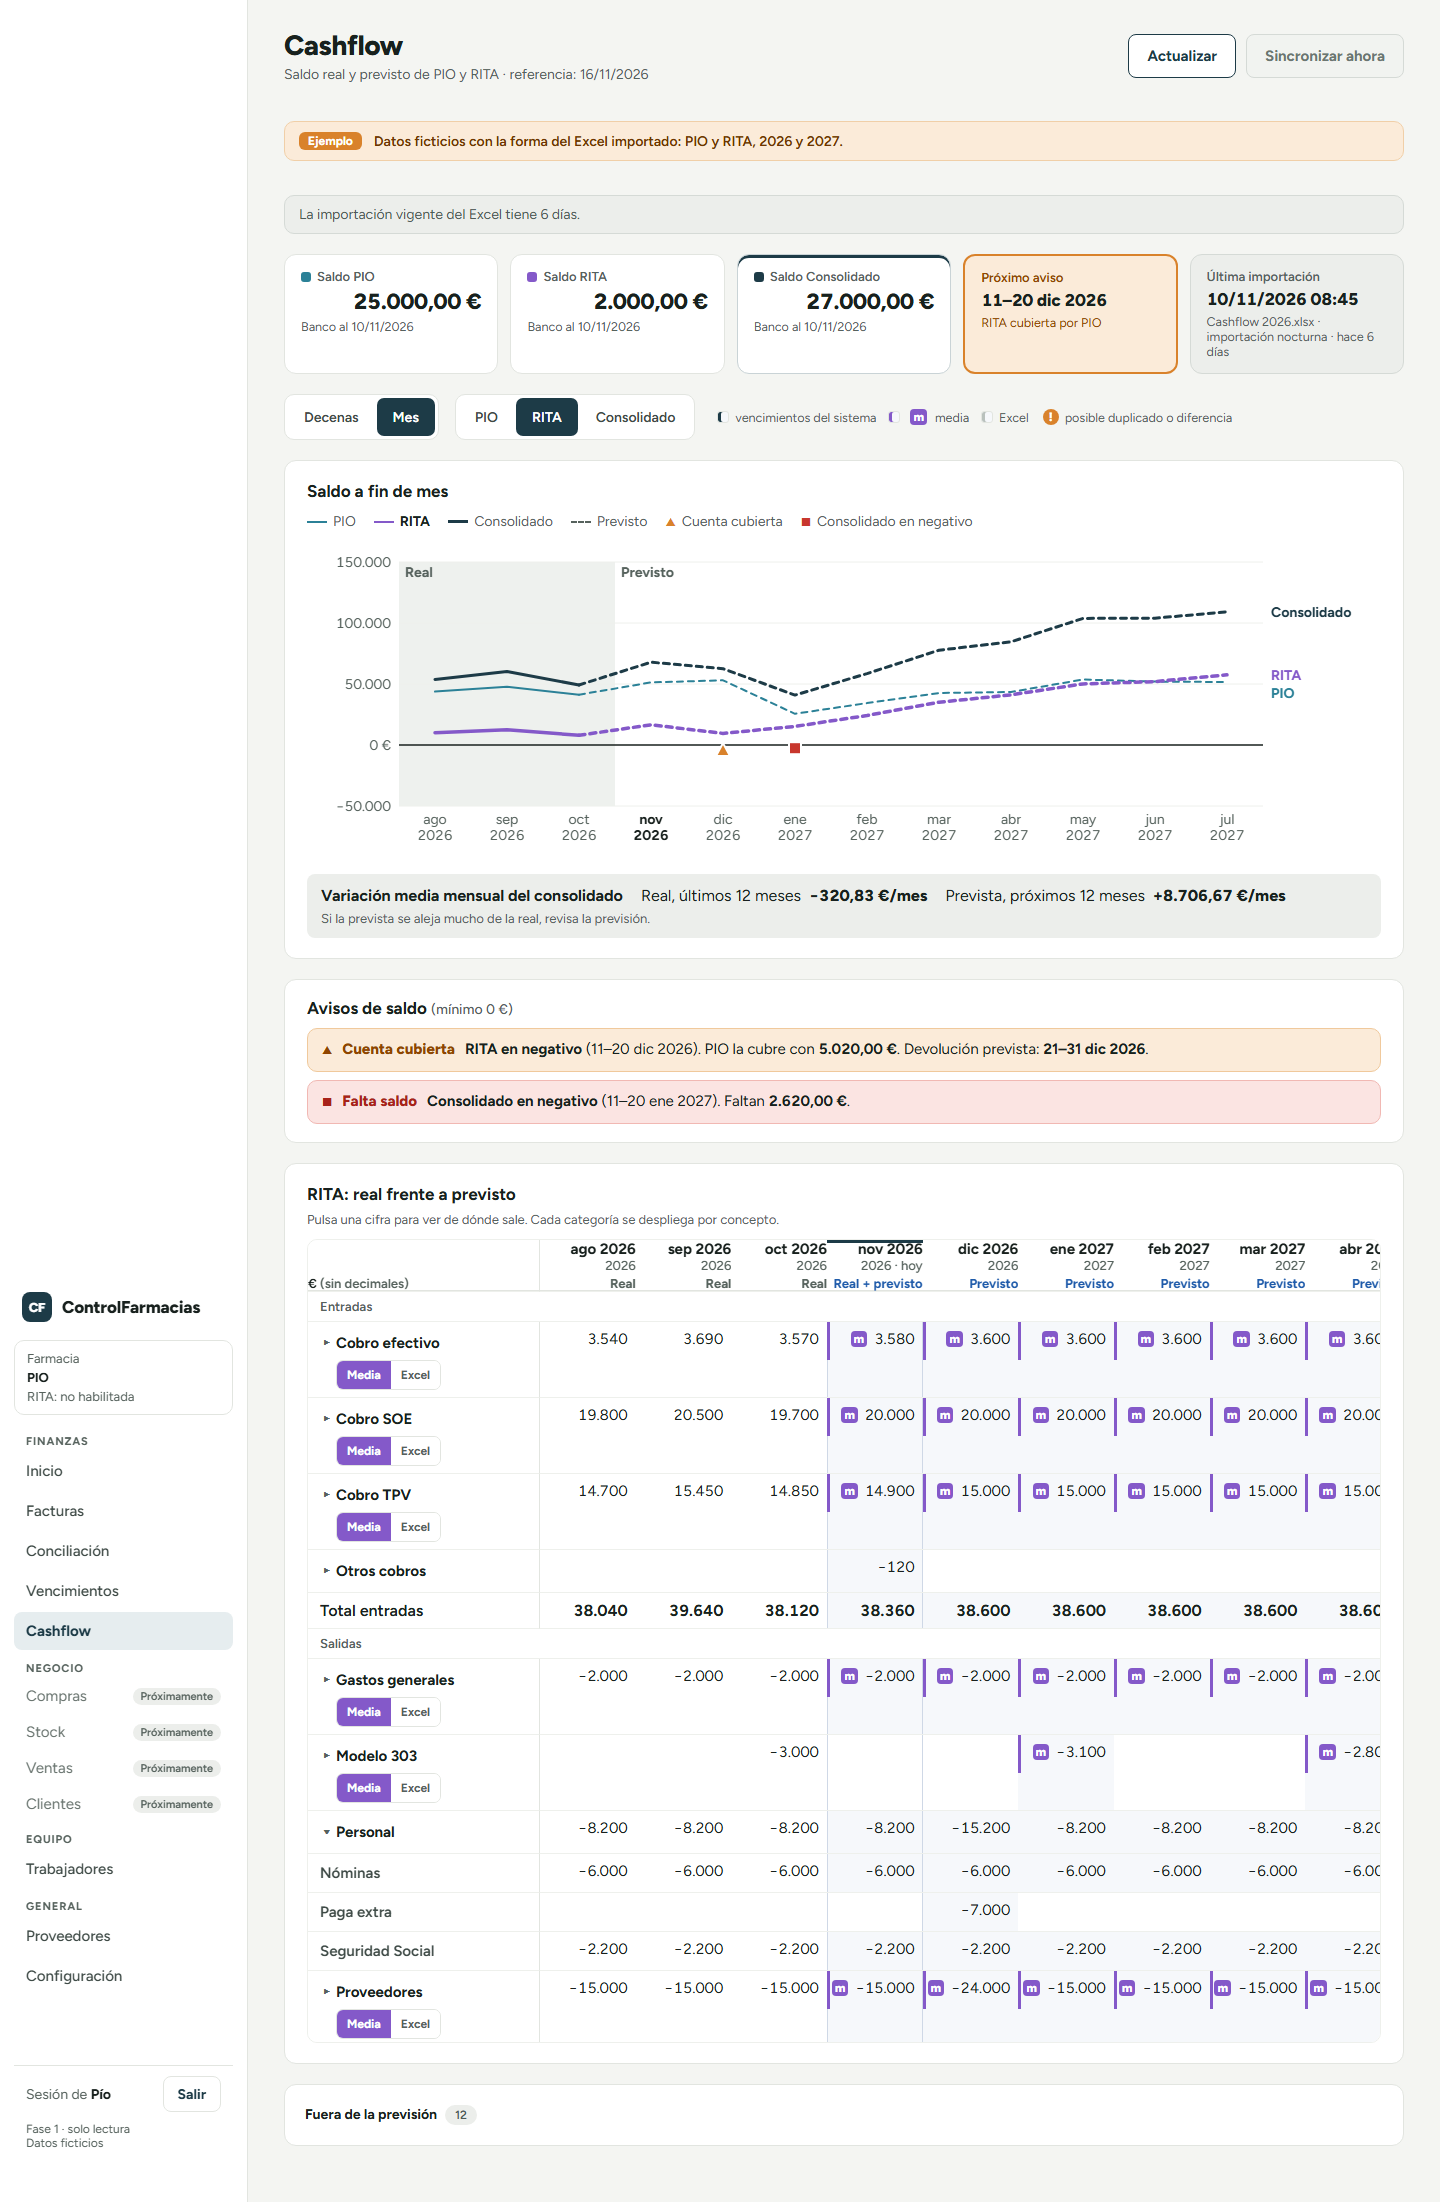 Cashflow
Saldo real y previsto de PIO y RITA · referencia: 16/11/2026
Actualizar
Sincronizar ahora
Ejemplo Datos ficticios con la forma del Excel importado: PIO y RITA, 2026 y 2027.
La importación vigente del Excel tiene 6 días.
Saldo PIO
25.000,00 €
Banco al 10/11/2026
Saldo RITA
2.000,00 €
Banco al 10/11/2026
Saldo Consolidado
27.000,00 €
Banco al 10/11/2026
Próximo aviso
11–20 dic 2026
RITA cubierta por PIO
Última importación
10/11/2026 08:45
Cashflow 2026.xlsx ·
importación nocturna · hace 6
días
Decenas Mes
PIO RITA Consolidado
vencimientos del sistema m media Excel ! posible duplicado o diferencia
Saldo a fin de mes
PIO RITA Consolidado Previsto Cuenta cubierta Consolidado en negativo
150.000
100.000
50.000
0 €
−50.000
Real
Previsto
Consolidado
RITA
PIO
ago sep oct nov dic ene feb mar abr may jun jul
2026 2026 2026 2026 2026 2027 2027 2027 2027 2027 2027 2027
Variación media mensual del consolidado Real, últimos 12 meses −320,83 €/mes Prevista, próximos 12 meses +8.706,67 €/mes
Si la prevista se aleja mucho de la real, revisa la previsión.
Avisos de saldo (mínimo 0 €)
Cuenta cubierta RITA en negativo (11–20 dic 2026). PIO la cubre con 5.020,00 €. Devolución prevista: 21–31 dic 2026.
Falta saldo Consolidado en negativo (11–20 ene 2027). Faltan 2.620,00 €.
RITA: real frente a previsto
Pulsa una cifra para ver de dónde sale. Cada categoría se despliega por concepto.
ago 2026 sep 2026 oct 2026 nov 2026 dic 2026 ene 2027 feb 2027 mar 2027 abr 20
2026 2026 2026 2026 · hoy 2026 2027 2027 2027 20
€ (sin decimales) Real Real Real Real + previsto Previsto Previsto Previsto Previsto Previ
Entradas
Cobro efectivo 3.540 3.690 3.570 m 3.580 m 3.600 m 3.600 m 3.600 m 3.600 m 3.60
Media Excel
Cobro SOE 19.800 20.500 19.700 m 20.000 m 20.000 m 20.000 m 20.000 m 20.000 m 20.00
Media Excel
Cobro TPV 14.700 15.450 14.850 m 14.900 m 15.000 m 15.000 m 15.000 m 15.000 m 15.00
Media Excel
Otros cobros −120
Total entradas 38.040 39.640 38.120 38.360 38.600 38.600 38.600 38.600 38.60
Salidas
Gastos generales −2.000 −2.000 −2.000 m −2.000 m −2.000 m −2.000 m −2.000 m −2.000 m −2.00
Media Excel
Modelo 303 −3.000 m −3.100 m −2.80
Media Excel
Personal −8.200 −8.200 −8.200 −8.200 −15.200 −8.200 −8.200 −8.200 −8.20
Nóminas −6.000 −6.000 −6.000 −6.000 −6.000 −6.000 −6.000 −6.000 −6.00
Paga extra −7.000
Seguridad Social −2.200 −2.200 −2.200 −2.200 −2.200 −2.200 −2.200 −2.200 −2.20
Proveedores −15.000 −15.000 −15.000 m −15.000 m −24.000 m −15.000 m −15.000 m −15.000 m −15.00
Media Excel
Fuera de la previsión 12
CF ControlFarmacias
Farmacia
PIO
RITA: no habilitada
FINANZAS
Inicio
Facturas
Conciliación
Vencimientos
Cashflow
NEGOCIO
Compras Próximamente
Stock Próximamente
Ventas Próximamente
Clientes Próximamente
EQUIPO
Trabajadores
GENERAL
Proveedores
Configuración
Sesión de Pío
Salir
Fase 1 · solo lectura
Datos ficticios